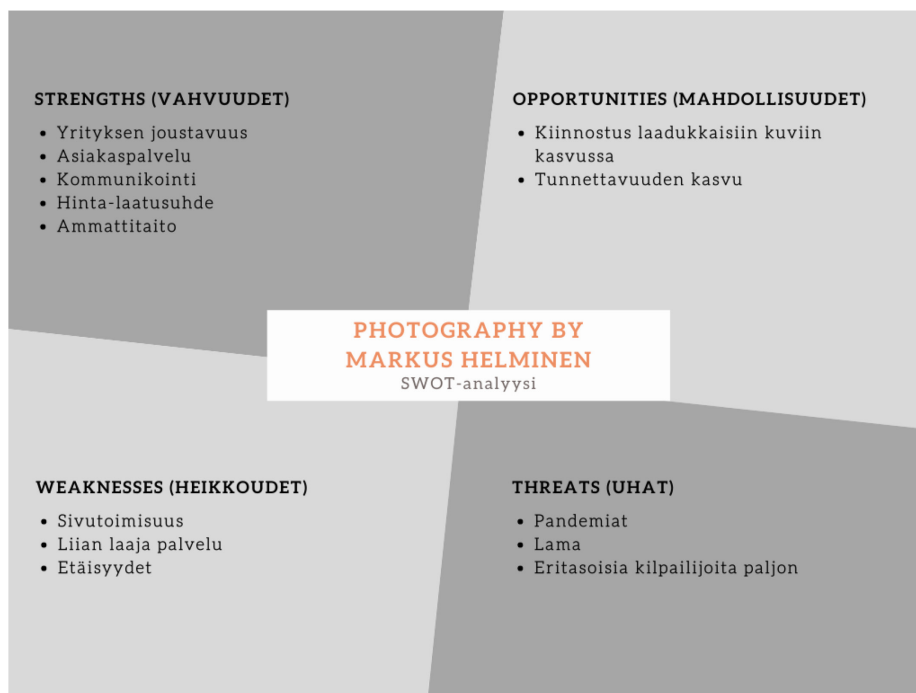 STRENGTHS (VAHVUUDET)
• Yrityksen joustavuus
• Asiakaspalvelu
• Kommunikointi
• Hinta-laatusuhde
• Ammattitaito
OPPORTUNITIES (MAHDOLLISUUDET)
• Kiinnostus laadukkaisiin kuviin
kasvussa
• Tunnettavuuden kasvu
PHOTOGRAPHY BY
MARKUS HELMINEN
SWOT-analyysi
WEAKNESSES (HEIKKOUDET)
• Sivutoimisuus
• Liian laaja palvelu
• Etäisyydet
THREATS (UHAT)
• Pandemiat
• Lama
• Eritasoisia kilpailijoita paljon